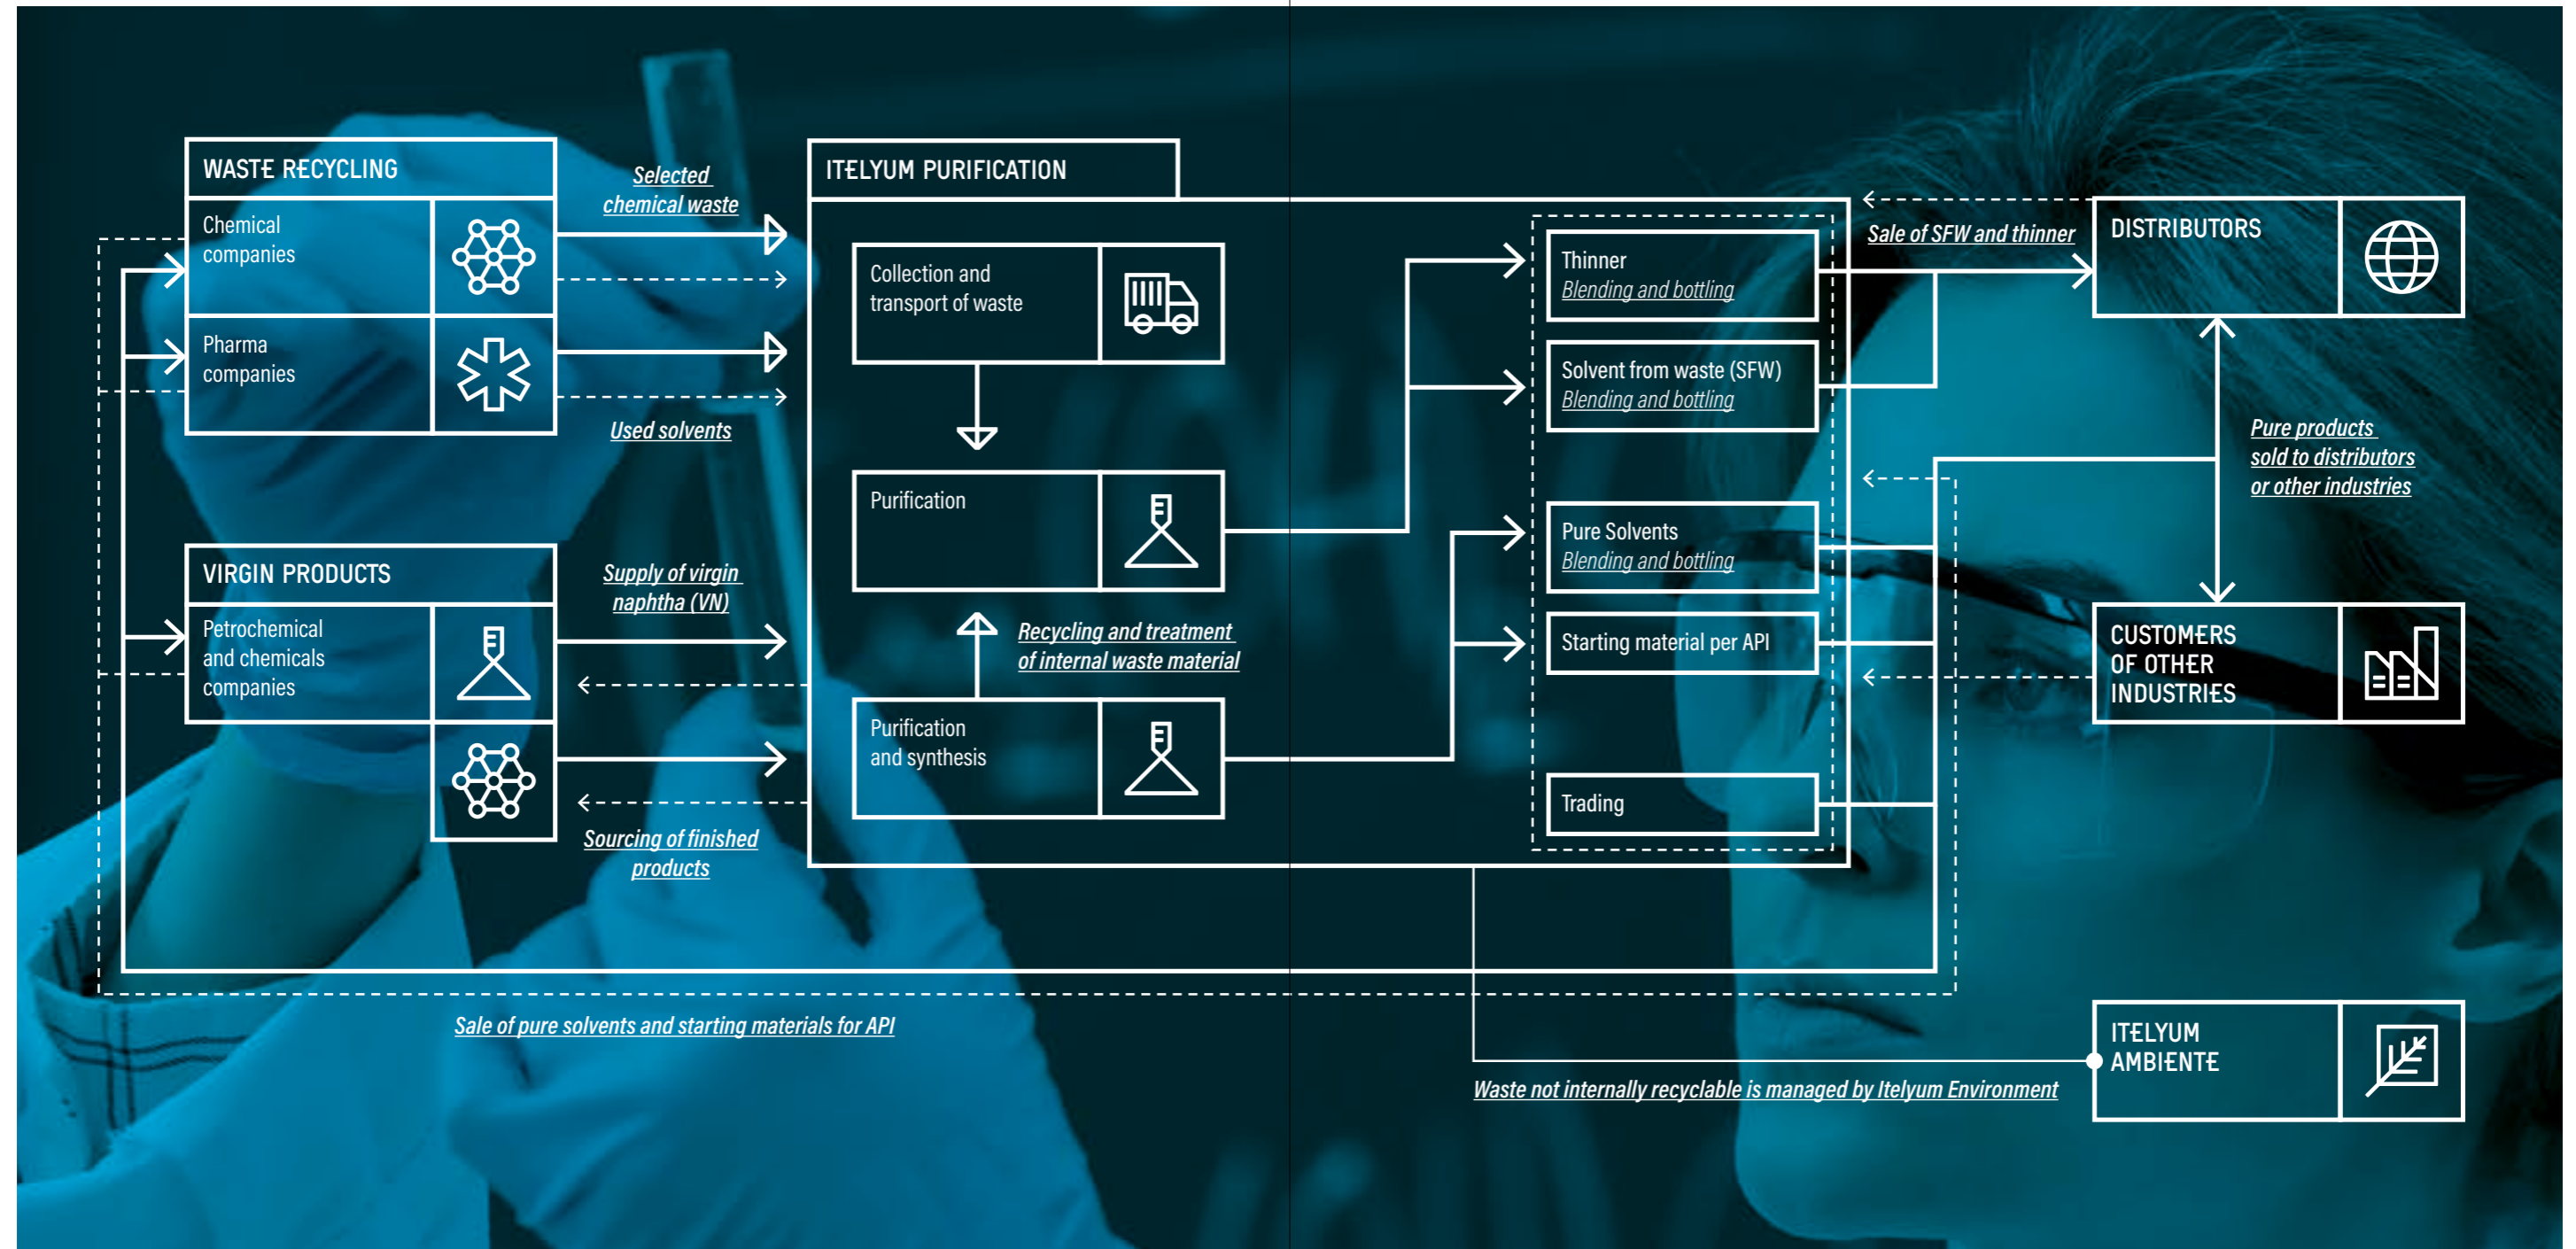 WASTE RECYCLING
Chemical
companies
Pharma
companies
Selected
chemical waste
Used solvents
VIRGIN PRODUCTS
Petrochemical
and chemicals
companies
Supply of virgin
naphtha (VN)
Sourcing of finished
products
ITELYUM PURIFICATION
Collection and
transport of waste
Purification
Recycling and treatment
of internal waste material
Purification
and synthesis
Thinner
Blending and bottling
Solvent from waste (SFW)
Blending and bottling
Pure Solvents
Blending and bottling
Starting material per API
Trading
Sale of SFW and thinner
DISTRIBUTORS
Pure products
sold to distributors
or other industries
CUSTOMERS
OF OTHER
INDUSTRIES
Sale of pure solvents and starting materials for API
ITELYUM
AMBIENTE
Waste not internally recyclable is managed by Itelyum Environment